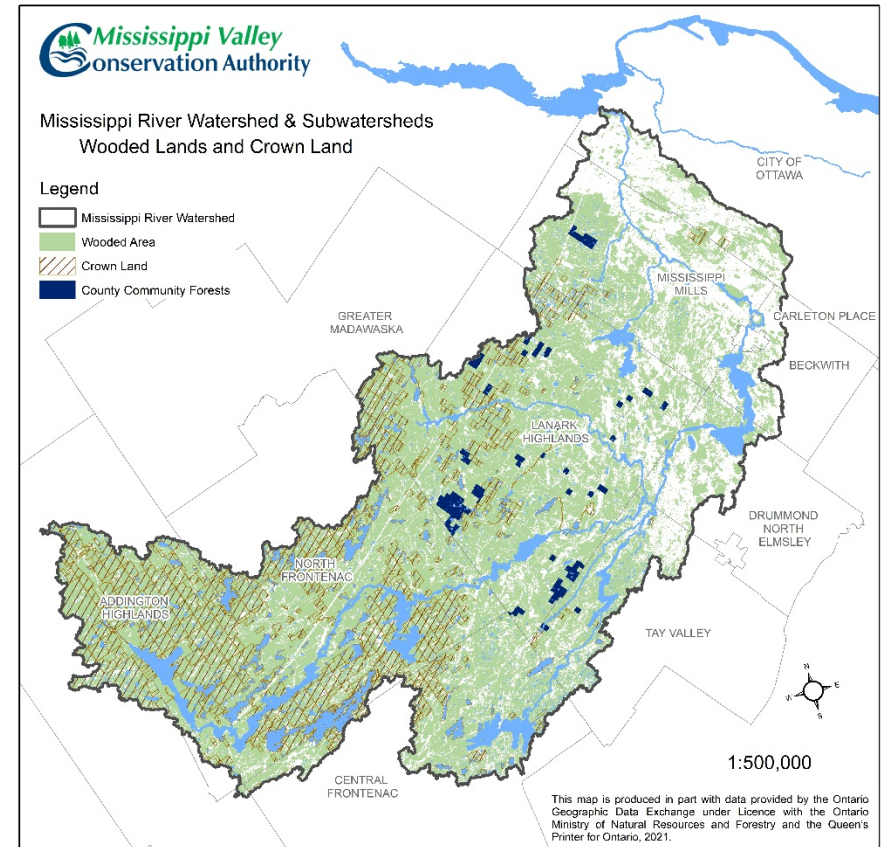 Mississippi Valley
Conservation Authority
Mississippi River Watershed & Subwatersheds
Wooded Lands and Crown Land
Legend
Mississippi River Watershed
Wooded Area
Crown Land
County Community Forests
CITY OF
OTTAWA
MISSISSIPPI
MILLS
CARLETON PLACE
GREATER
MADAWASKA
BECKWITH
LANARK
HIGHLANDS
DRUMMOND
NORTH
ELMSLEY
NORTH
FRONTENAC
ADDINGTON
HIGHLANDS
TAY VALLEY
N
W
E
S
CENTRAL
FRONTENAC
1:500,000
This map is produced in part with data provided by the Ontario
Geographic Data Exchange under Licence with the Ontario
Ministry of Natural Resources and Forestry and the Queen's
Printer for Ontario, 2021.